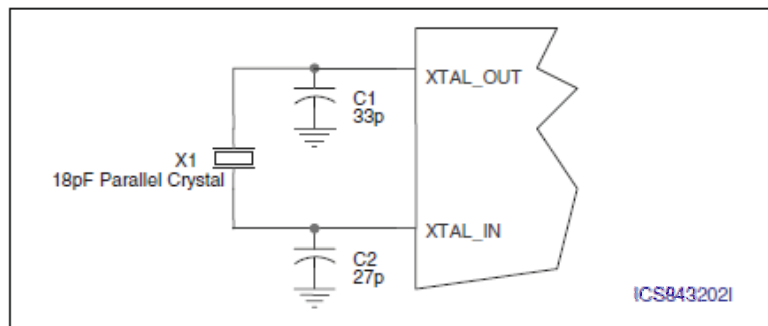 XTAL_OUT
C1
33p
X1
18pF Parallel Crystal
XTAL_IN
C2
27p
ICS843202I